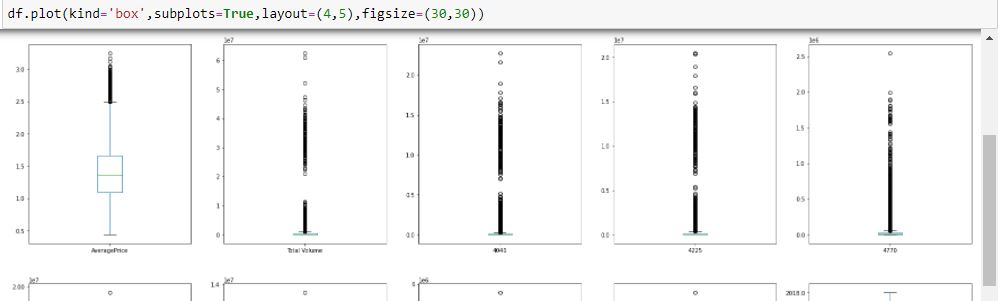 df.plot(kind='box',subplots=True,layout=(4,5),figsize=(30,30))
1e7 1e7 1e7 1e6
3.0 2.5 2.0 1.5 1.0 0.5
6 5 4 3 2 1 0
2.0 1.5 1.0 0.5 0.0
2.0 1.5 1.0 0.5 0.0
2.5 2.0 1.5 1.0 0.5 0.0
AveragePrice Total Volume 4046 4225 4770
2.00 1e7 1.4 1e7 1e6 2018.0